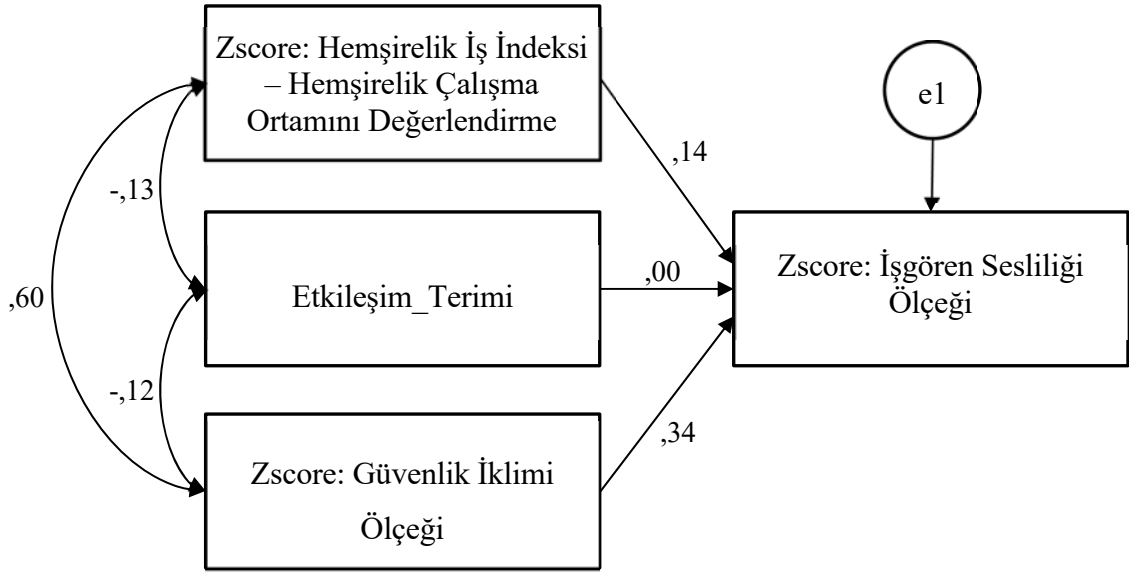 Zscore: Hemşirelik İş İndeksi
– Hemşirelik Çalışma
Ortamını Değerlendirme
e1
,14
-,13
Etkileşim_Terimi
,00
Zscore: İşgören Sesliliği
Ölçeği
,60
-,12
,34
Zscore: Güvenlik İklimi
Ölçeği